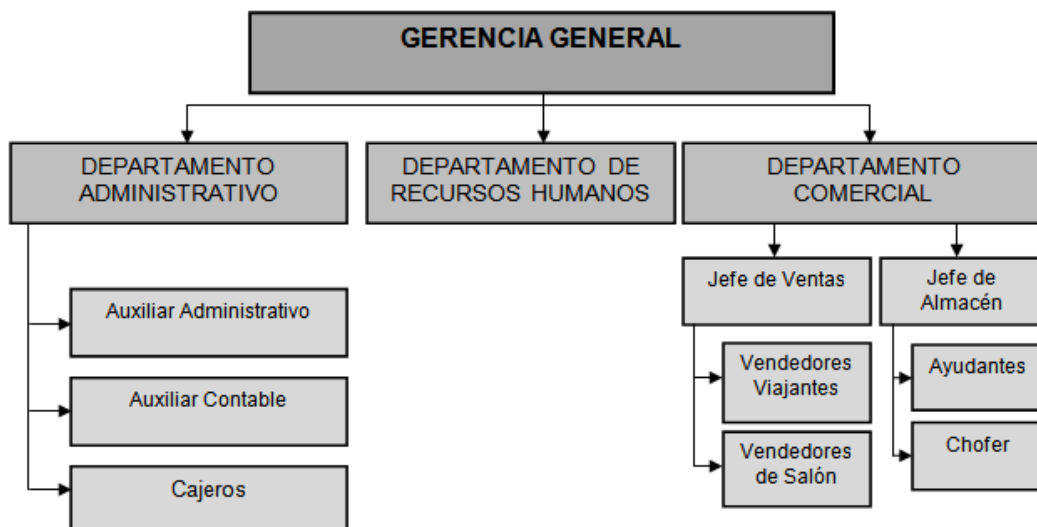 GERENCIA GENERAL
DEPARTAMENTO
ADMINISTRATIVO
DEPARTAMENTO DE
RECURSOS HUMANOS
DEPARTAMENTO
COMERCIAL
Auxiliar Administrativo
Auxiliar Contable
Cajeros
Jefe de Ventas
Vendedores
Viajantes
Vendedores
de Salón
Jefe de
Almacén
Ayudantes
Chofer